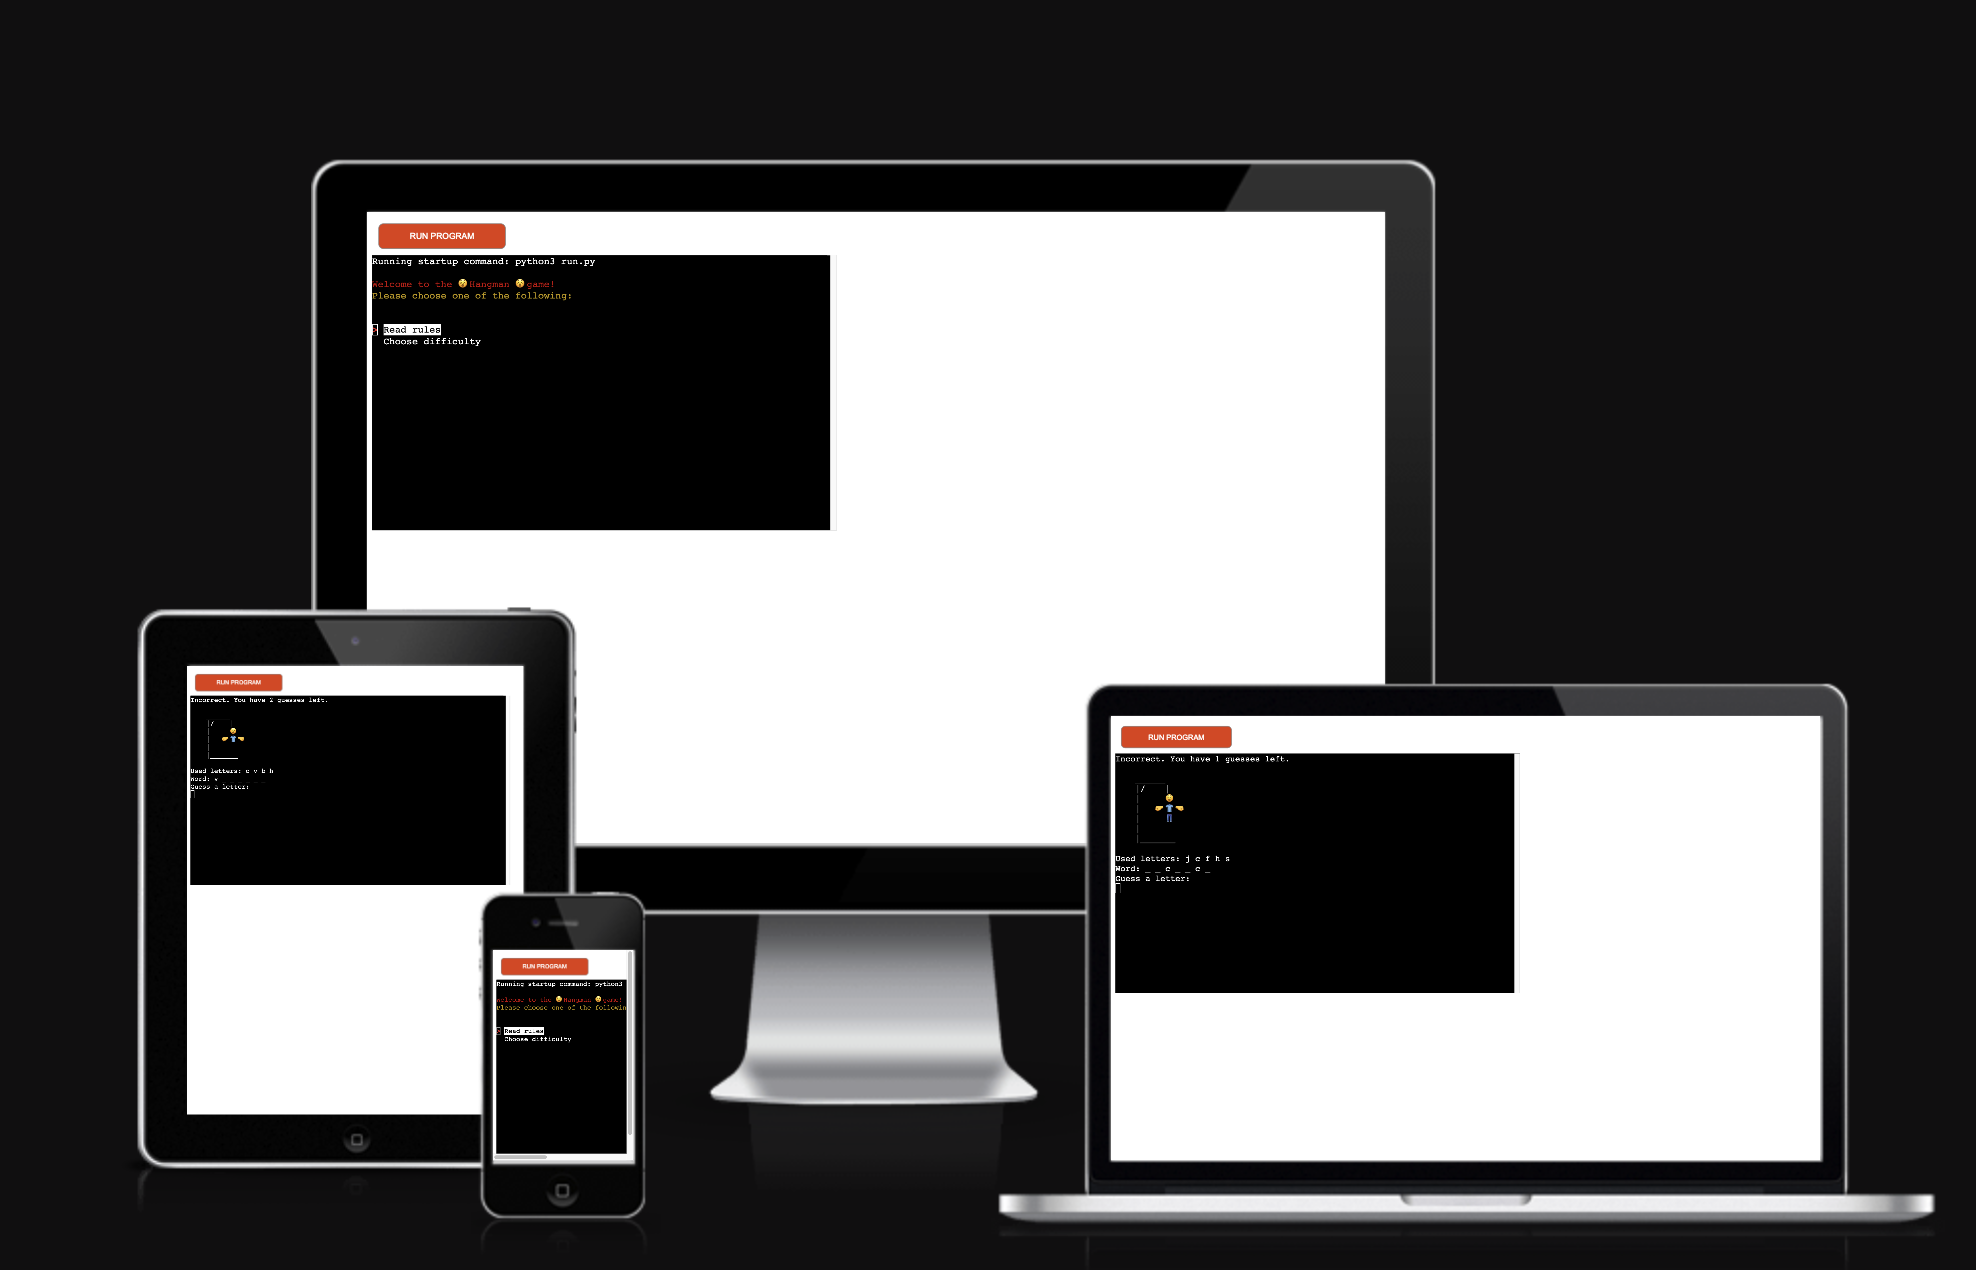 RUN PROGRAM
Running startup command: python3 run.py
Welcome to the 😲Hangman 😲game!
Please choose one of the following:
> Read rules
Choose difficulty
RUN PROGRAM
Incorrect. You have 2 guesses left.
Used letters: c v b h
Word: v
Guess a letter:
RUN PROGRAM
Running startup command: python3
Welcome to the 😲Hangman 😲game!
Please choose one of the followin
> Read rules
Choose difficulty
RUN PROGRAM
Incorrect. You have 1 guesses left.
Used letters: j c f h s
Word: _ _ c _ _ c _
Guess a letter: